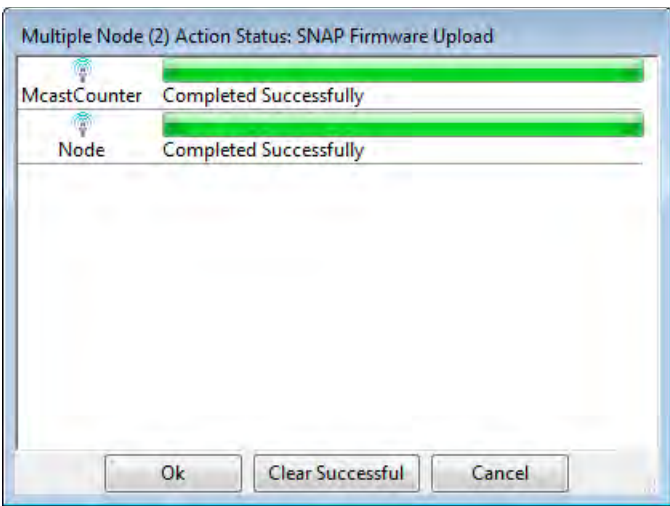 Multiple Node (2) Action Status: SNAP Firmware Upload
McastCounter Completed Successfully
Node Completed Successfully
Ok Clear Successful Cancel